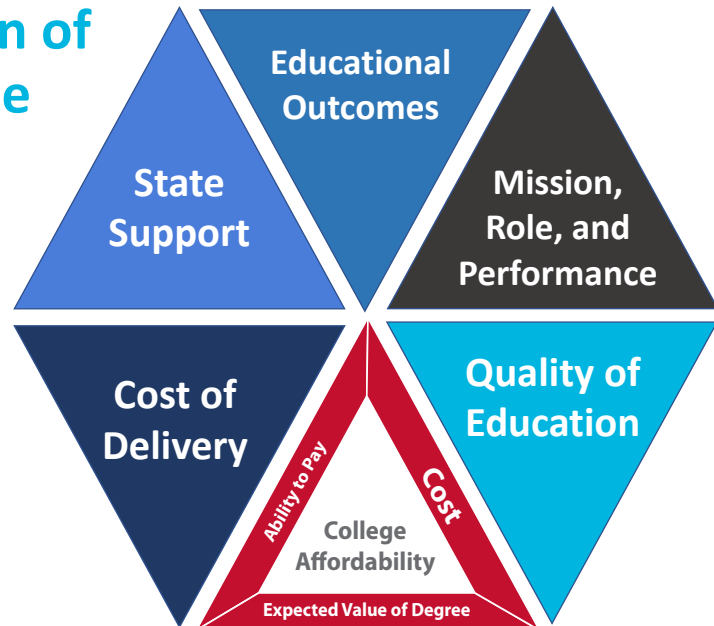 n of
e
Educational
Outcomes
State
Support
Mission,
Role, and
Performance
Cost of
Delivery
Quality of
Education
Ability to Pay
Cost
College
Affordability
Expected Value of Degree